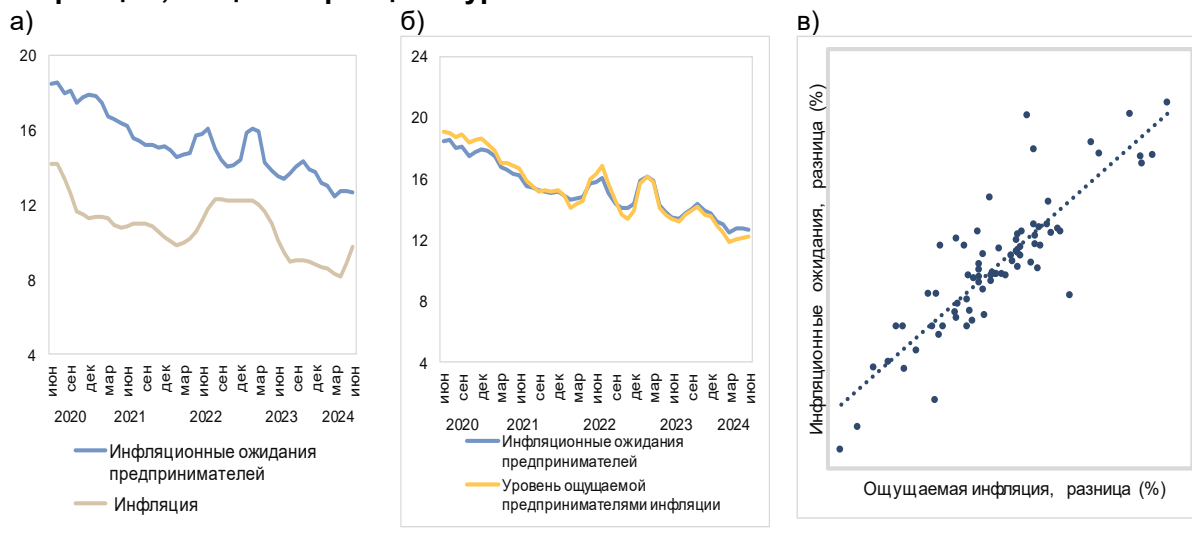 а)
20
16
12
8
4
июн
сен
дек
мар
июн
сен
дек
мар
июн
сен
дек
мар
июн
сен
дек
мар
июн
2020 2021 2022 2023 2024
Инфляционные ожидания
предпринимателей
Инфляция
б)
24
20
16
12
8
4
июн
сен
дек
мар
июн
сен
дек
мар
июн
сен
дек
мар
июн
сен
дек
мар
июн
2020 2021 2022 2023 2024
Инфляционные ожидания
предпринимателей
Уровень ощущаемой
предпринимателями инфляции
в)
Инфляционные ожидания, разница (%)
Ощущаемая инфляция, разница (%)